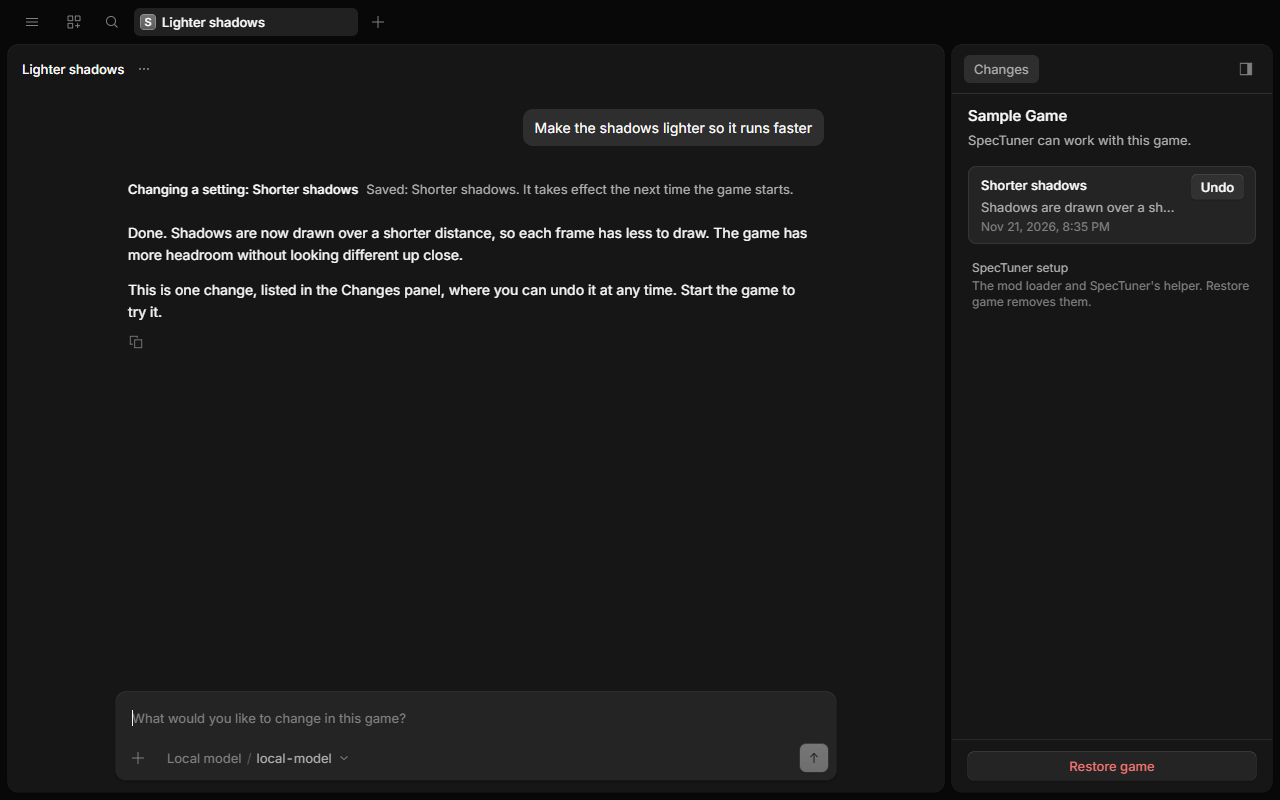 S Lighter shadows
Lighter shadows
Make the shadows lighter so it runs faster
Changing a setting: Shorter shadows Saved: Shorter shadows. It takes effect the next time the game starts.
Done. Shadows are now drawn over a shorter distance, so each frame has less to draw. The game has
more headroom without looking different up close.
This is one change, listed in the Changes panel, where you can undo it at any time. Start the game to
try it.
What would you like to change in this game?
Local model / local-model
Changes
Sample Game
SpecTuner can work with this game.
Shorter shadows
Undo
Shadows are drawn over a sh...
Nov 21, 2026, 8:35 PM
SpecTuner setup
The mod loader and SpecTuner's helper. Restore
game removes them.
Restore game